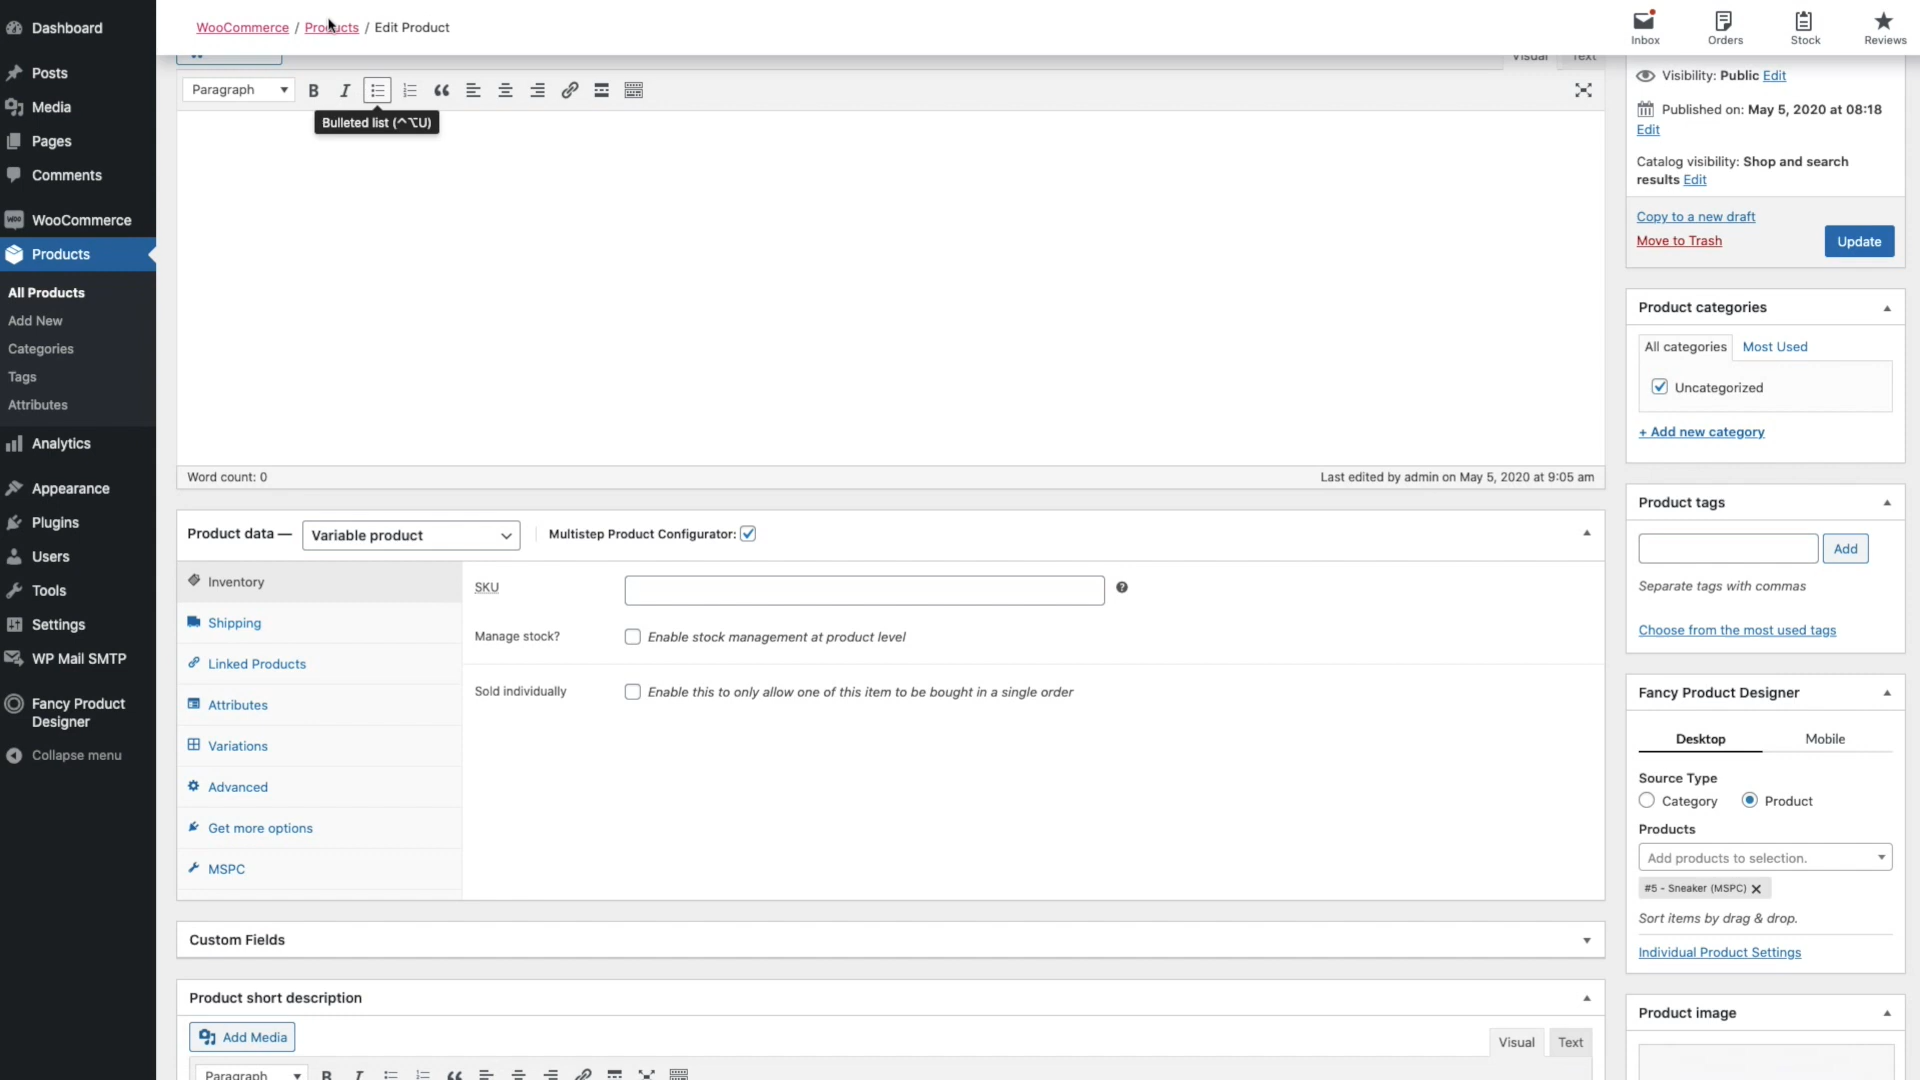 Dashboard
Posts
Media
Pages
Comments
WooCommerce
Products
All Products
Add New
Categories
Tags
Attributes
Analytics
Appearance
Plugins
Users
Tools
Settings
WP Mail SMTP
Fancy Product
Designer
Collapse menu
WooCommerce / Products / Edit Product
Inbox
Orders
Stock
Reviews
Visual
Text
Paragraph
Bulleted list (^⌥U)
Word count: 0
Last edited by admin on May 5, 2020 at 9:05 am
Product data — Variable product
Multistep Product Configurator:
Inventory
Shipping
Linked Products
Attributes
Variations
Advanced
Get more options
MSPC
SKU
Manage stock? Enable stock management at product level
Sold individually Enable this to only allow one of this item to be bought in a single order
Custom Fields
Product short description
Add Media
Visual
Text
Paragraph
Visibility: Public Edit
Published on: May 5, 2020 at 08:18
Edit
Catalog visibility: Shop and search
results Edit
Copy to a new draft
Move to Trash
Update
Product categories
All categories
Most Used
Uncategorized
+ Add new category
Product tags
Add
Separate tags with commas
Choose from the most used tags
Fancy Product Designer
Desktop
Mobile
Source Type
Category
Product
Products
Add products to selection.
#5 - Sneaker (MSPC)
Sort items by drag & drop.
Individual Product Settings
Product image